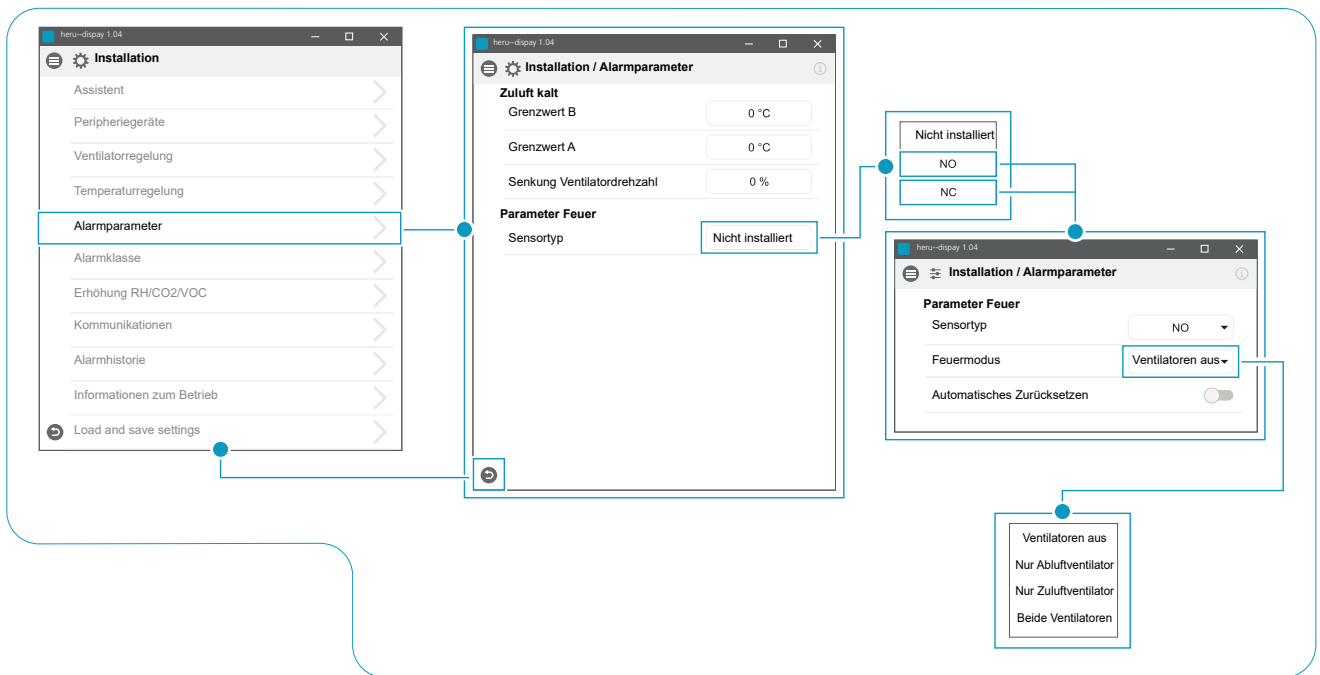 heru--dispay 1.04
Installation
Assistent
Peripheriegeräte
Ventilatorregelung
Temperaturregelung
Alarmparameter
Alarmklasse
Erhöhung RH/CO2/VOC
Kommunikationen
Alarmhistorie
Informationen zum Betrieb
Load and save settings
heru--dispay 1.04
Installation / Alarmparameter
Zuluft kalt
Grenzwert B 0 °C
Grenzwert A 0 °C
Senkung Ventilatordrehzahl 0 %
Parameter Feuer
Sensortyp Nicht installiert
Nicht installiert
NO
NC
heru--dispay 1.04
Installation / Alarmparameter
Parameter Feuer
Sensortyp NO
Feuermodus Ventilatoren aus
Automatisches Zurücksetzen
Ventilatoren aus
Nur Abluftventilator
Nur Zuluftventilator
Beide Ventilatoren